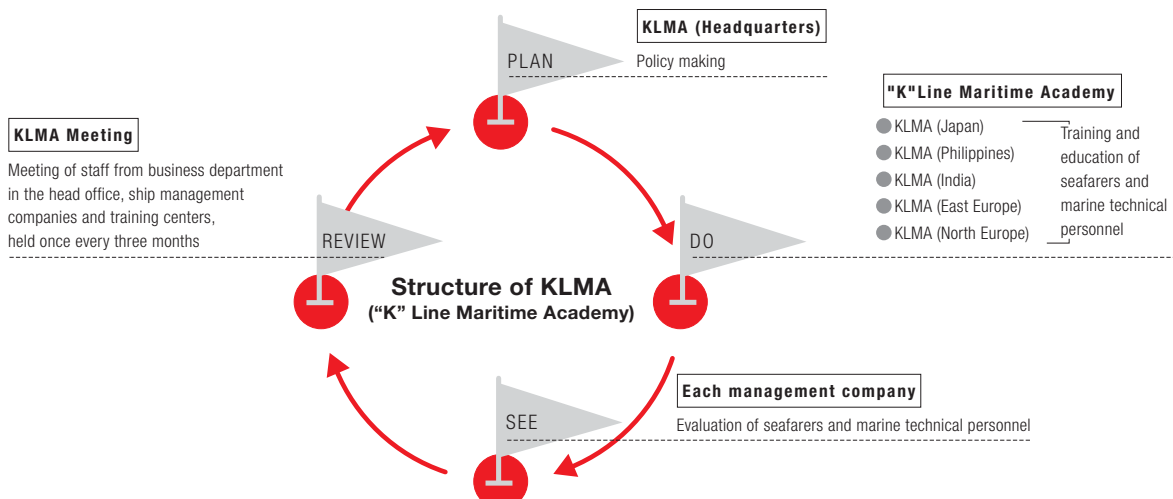 KLMA (Headquarters)
PLAN
Policy making
"K"Line Maritime Academy
KLMA (Japan)
KLMA (Philippines)
KLMA (India)
KLMA (East Europe)
KLMA (North Europe)
Training and
education of
seafarers and
marine technical
personnel
DO
KLMA Meeting
Meeting of staff from business department
in the head office, ship management
companies and training centers,
held once every three months
REVIEW
Structure of KLMA
(“K” Line Maritime Academy)
Each management company
SEE
Evaluation of seafarers and marine technical personnel